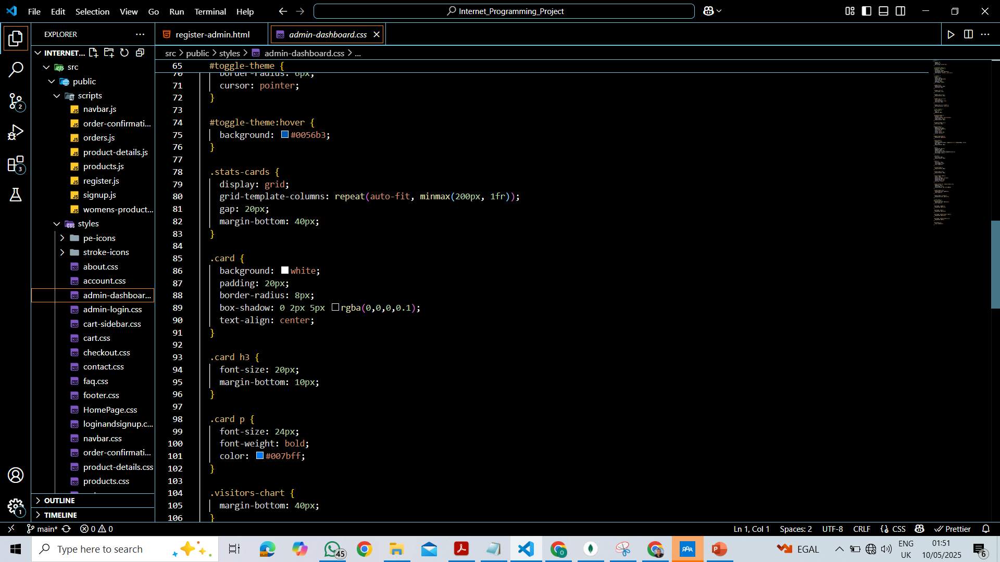 File Edit Selection View Go Run Terminal Help
Internet_Programming_Project
EXPLORER
register-admin.html
admin-dashboard.css
INTERNET...
src > public > styles > admin-dashboard.css > ...
src
public
scripts
navbar.js
order-confirmati...
orders.js
product-details.js
products.js
register.js
signup.js
womens-product...
styles
pe-icons
stroke-icons
about.css
account.css
admin-dashboar...
admin-login.css
cart-sidebar.css
cart.css
checkout.css
contact.css
faq.css
footer.css
HomePage.css
loginandsignup.c...
navbar.css
order-confirmati...
product-details.css
products.css
OUTLINE
TIMELINE
65 #toggle-theme {
70 border-radius: 6px;
71 cursor: pointer;
72 }
73
74 #toggle-theme:hover {
75 background: #0056b3;
76 }
77
78 .stats-cards {
79 display: grid;
80 grid-template-columns: repeat(auto-fit, minmax(200px, 1fr));
81 gap: 20px;
82 margin-bottom: 40px;
83 }
84
85 .card {
86 background: white;
87 padding: 20px;
88 border-radius: 8px;
89 box-shadow: 0 2px 5px rgba(0,0,0,0.1);
90 text-align: center;
91 }
92
93 .card h3 {
94 font-size: 20px;
95 margin-bottom: 10px;
96 }
97
98 .card p {
99 font-size: 24px;
100 font-weight: bold;
101 color: #007bff;
102 }
103
104 .visitors-chart {
105 margin-bottom: 40px;
106 }
2
3
1
main* 0 0
Ln 1, Col 1 Spaces: 2 UTF-8 CRLF CSS Prettier
Type here to search
45
EGAL
ENG
UK
01:51
10/05/2025
6